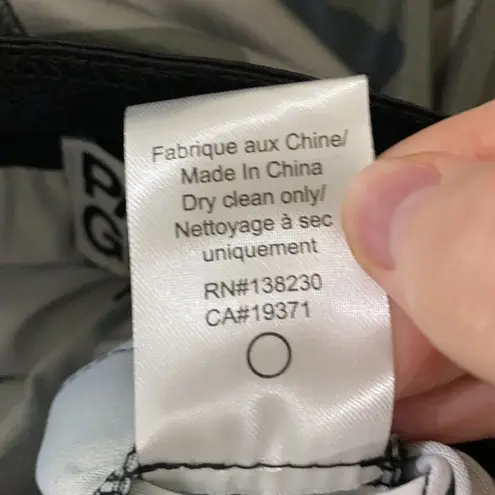 Fabrique aux Chine/
Made In China
Dry clean only/
Nettoyage à sec
uniquement
RN#138230
CA#19371